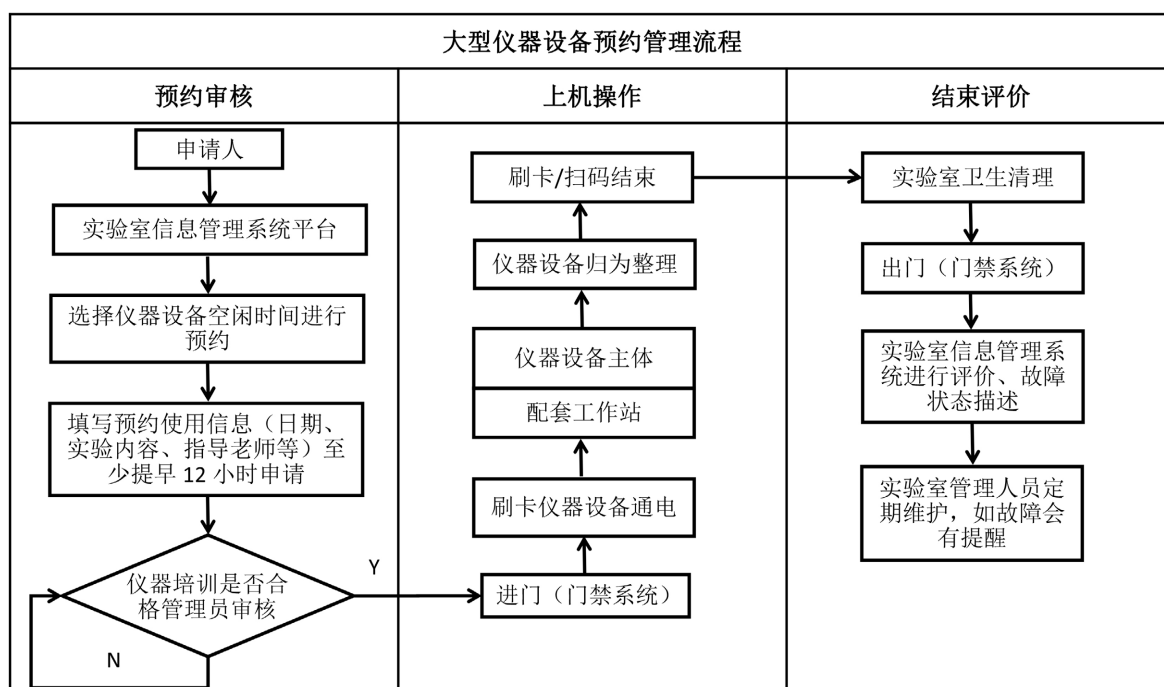 大型仪器设备预约管理流程
预约审核
上机操作
结束评价
申请人
实验室信息管理系统平台
选择仪器设备空闲时间进行
预约
填写预约使用信息（日期、
实验内容、指导老师等）至
少提早 12 小时申请
仪器培训是否合
格管理员审核
Y
N
刷卡/扫码结束
仪器设备归为整理
仪器设备主体
配套工作站
刷卡仪器设备通电
进门（门禁系统）
实验室卫生清理
出门（门禁系统）
实验室信息管理系
统进行评价、故障
状态描述
实验室管理人员定
期维护，如故障会
有提醒